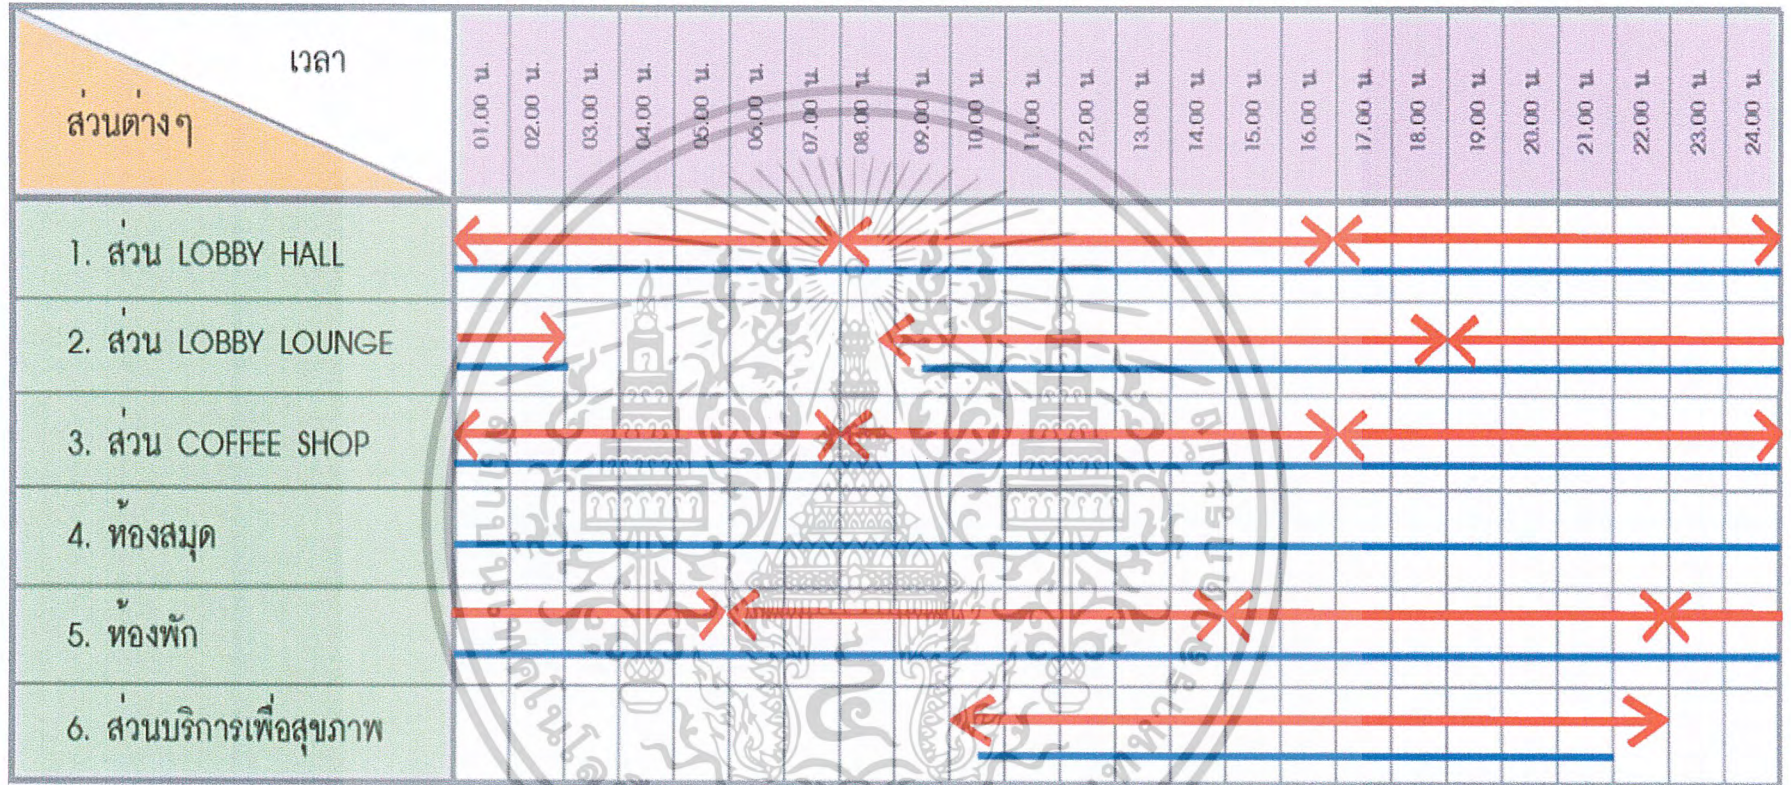 เวลา
ส่วนต่างๆ
01.00 น. 02.00 น. 03.00 น. 04.00 น. 05.00 น. 06.00 น. 07.00 น. 08.00 น. 09.00 น. 10.00 น. 11.00 น. 12.00 น. 13.00 น. 14.00 น. 15.00 น. 16.00 น. 17.00 น. 18.00 น. 19.00 น. 20.00 น. 21.00 น. 22.00 น. 23.00 น. 24.00 น.
1. ส่วน LOBBY HALL
2. ส่วน LOBBY LOUNGE
3. ส่วน COFFEE SHOP
4. ห้องสมุด
5. ห้องพัก
6. ส่วนบริการเพื่อสุขภาพ